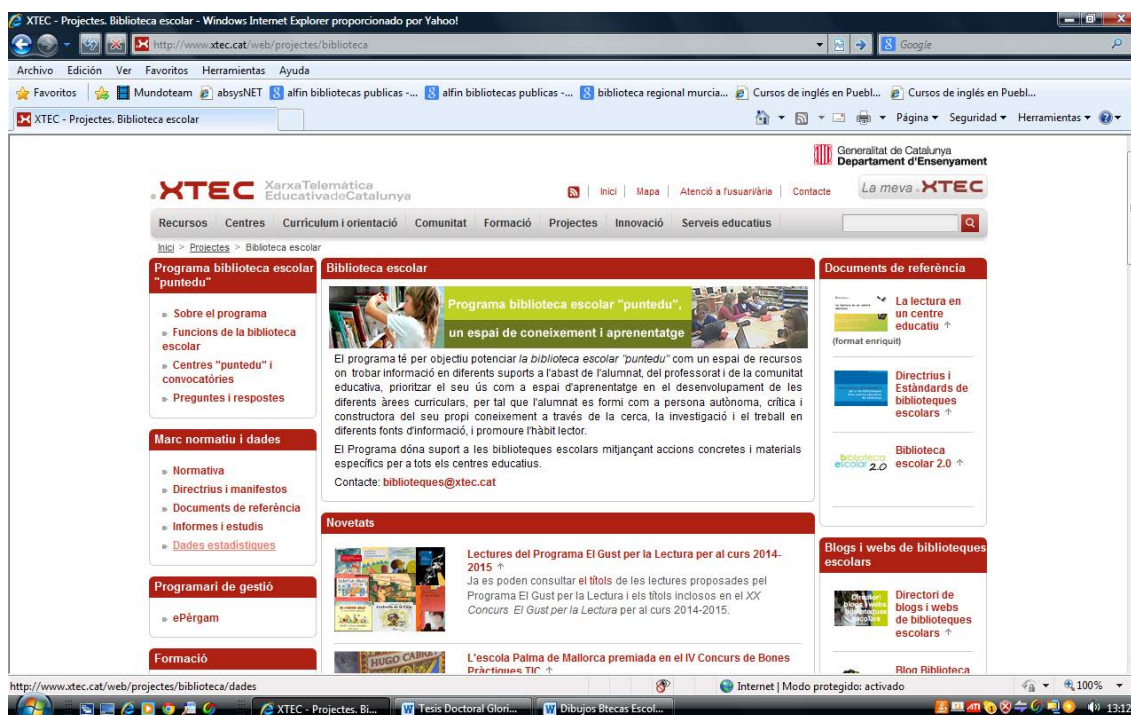 XTEC - Projectes. Biblioteca escolar - Windows Internet Explorer proporcionado por Yahoo!
http://www.xtec.cat/web/projectes/biblioteca
Google
Archivo Edición Ver Favoritos Herramientas Ayuda
Favoritos Mundoteam absysNET alfin bibliotecas publicas -... alfin bibliotecas publicas -... biblioteca regional murcia... Cursos de inglés en Puebl... Cursos de inglés en Puebl...
XTEC - Projectes. Biblioteca escolar
Página Seguridad Herramientas
Generalitat de Catalunya
Departament d'Ensenyament
XTEC XarxaTelemàtica
EducativadeCatalunya
Inici Mapa Atenció a l'usuari/ària Contacte
La meva XTEC
Recursos Centres Currículum i orientació Comunitat Formació Projectes Innovació Serveis educatius
Inici > Projectes > Biblioteca escolar
Programa biblioteca escolar
"puntedu"
» Sobre el programa
» Funcions de la biblioteca
escolar
» Centres "puntedu" i
convocatòries
» Preguntes i respostes
Marc normatiu i dades
» Normativa
» Directrius i manifestos
» Documents de referència
» Informes i estudis
» Dades estadístiques
Programari de gestió
» ePèrgam
Formació
Biblioteca escolar
Programa biblioteca escolar "puntedu",
un espai de coneixement i aprenentatge
El programa té per objectiu potenciar la biblioteca escolar "puntedu" com un espai de recursos
on trobar informació en diferents suports a l'abast de l'alumnat, del professorat i de la comunitat
educativa, prioritzar el seu ús com a espai d'aprenentatge en el desenvolupament de les
diferents àrees curriculars, per tal que l'alumnat es formi com a persona autònoma, crítica i
constructora del seu propi coneixement a través de la cerca, la investigació i el treball en
diferents fonts d'informació, i promoure l'hàbit lector.
El Programa dóna suport a les biblioteques escolars mitjançant accions concretes i materials
específics per a tots els centres educatius.
Contacte: biblioteques@xtec.cat
Novetats
Lectures del Programa El Gust per la Lectura per al curs 2014-
2015
Ja es poden consultar el títols de les lectures proposades pel
Programa El Gust per la Lectura i els títols inclosos en el XX
Concurs El Gust per la Lectura per al curs 2014-2015.
HUGO CABRET
L'escola Palma de Mallorca premiada en el IV Concurs de Bones
Pràctiques TIC
Documents de referència
La lectura en
un centre
educatiu
(format enriquit)
Directrius i
Estàndards de
biblioteques
escolars
biblioteca
escolar 2.0
Biblioteca
escolar 2.0
Blogs i webs de biblioteques
escolars
Directori
blogs i webs
biblioteques
escolars
Directori de
blogs i webs
de biblioteques
escolars
Blog Biblioteca
http://www.xtec.cat/web/projectes/biblioteca/dades
Internet | Modo protegido: activado
100%
XTEC - Projectes. Bi... Tesis Doctoral Glori... Dibujos Btecas Escol...
13:12